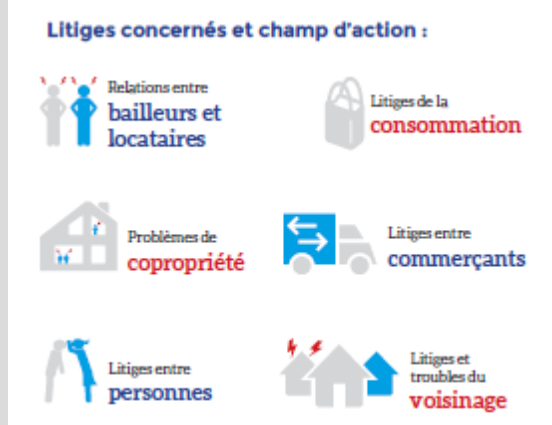 Litiges concernés et champ d'action :
Relations entre
bailleurs et
locataires
Litiges de la
consommation
Problèmes de
copropriété
Litiges entre
commerçants
Litiges entre
personnes
Litiges et
troubles du
voisinage